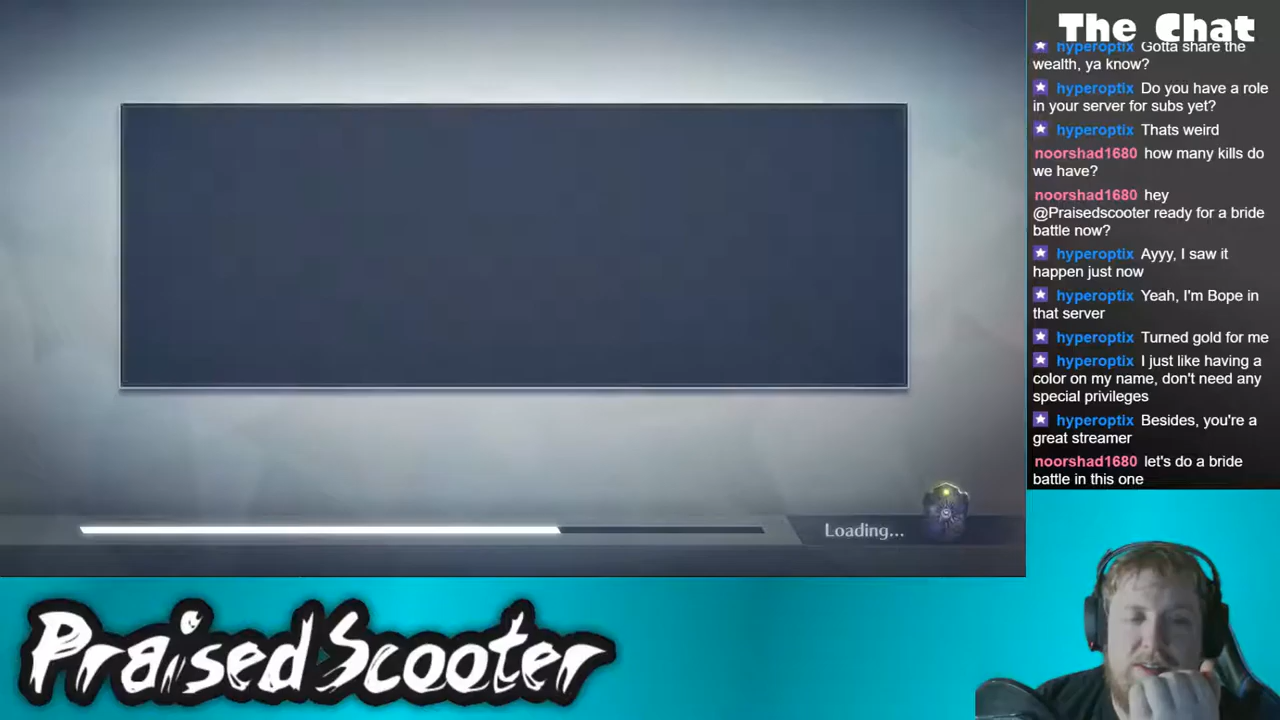 The Chat
hyperoptix Gotta share the
wealth, ya know?
hyperoptix Do you have a role
in your server for subs yet?
hyperoptix Thats weird
noorshad1680 how many kills do
we have?
noorshad1680 hey
@Praisedscooter ready for a bride
battle now?
hyperoptix Ayyy, I saw it
happen just now
hyperoptix Yeah, I'm Bope in
that server
hyperoptix Turned gold for me
hyperoptix I just like having a
color on my name, don't need any
special privileges
hyperoptix Besides, you're a
great streamer
noorshad1680 let's do a bride
battle in this one
Loading...
PraisedScooter